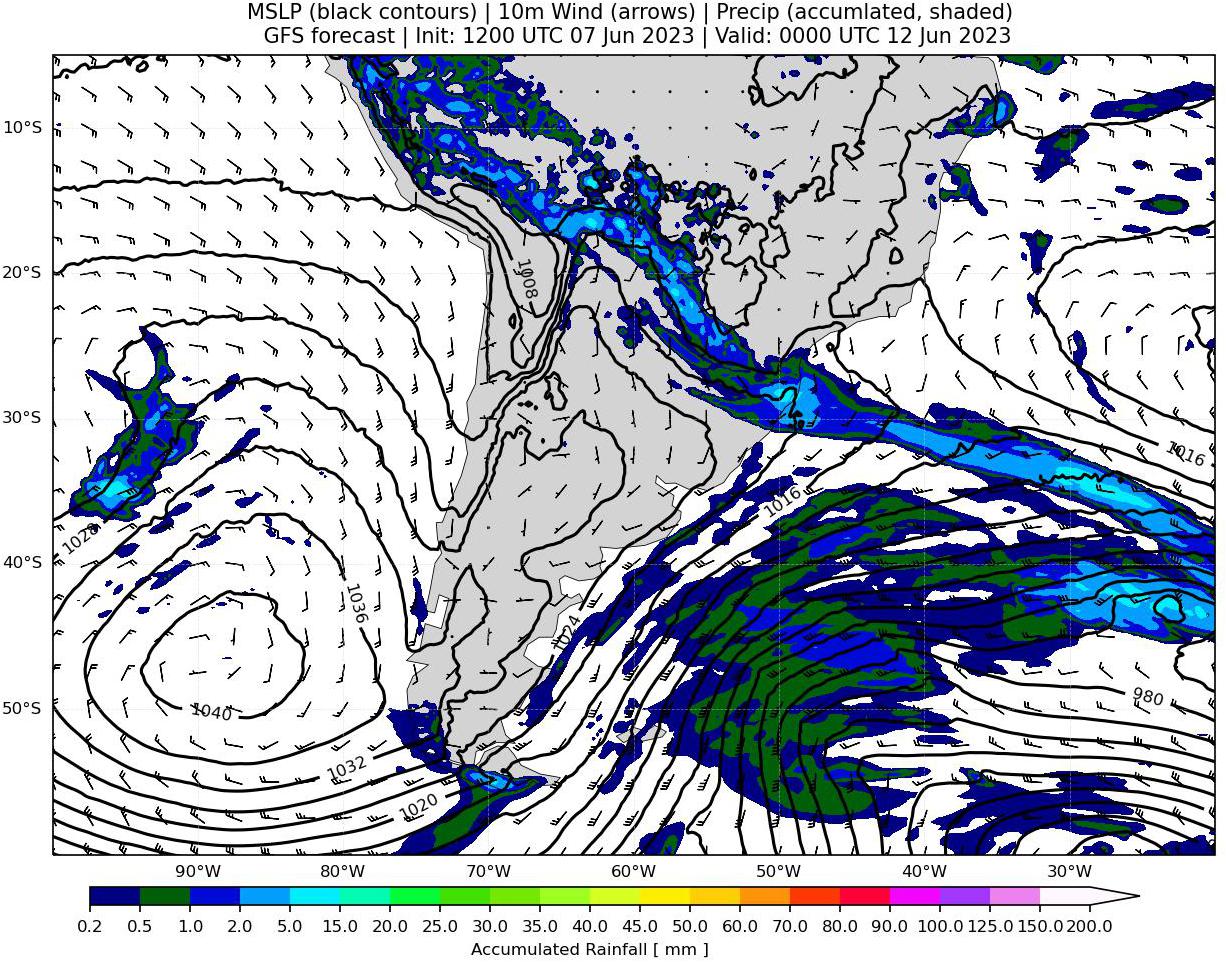 MSLP (black contours) | 10m Wind (arrows) | Precip (accumlated, shaded)
GFS forecast | Init: 1200 UTC 07 Jun 2023 | Valid: 0000 UTC 12 Jun 2023
10°S
1008
20°S
30°S
1016
1016
1028
40°S
1036
1024
980
50°S
1040
1032
1020
90°W 80°W 70°W 60°W 50°W 40°W 30°W
0.2 0.5 1.0 2.0 5.0 10.0 15.0 20.0 25.0 30.0 35.0 40.0 45.0 50.0 60.0 70.0 80.0 90.0 100.0 125.0 150.0 200.0
Accumulated Rainfall [ mm ]